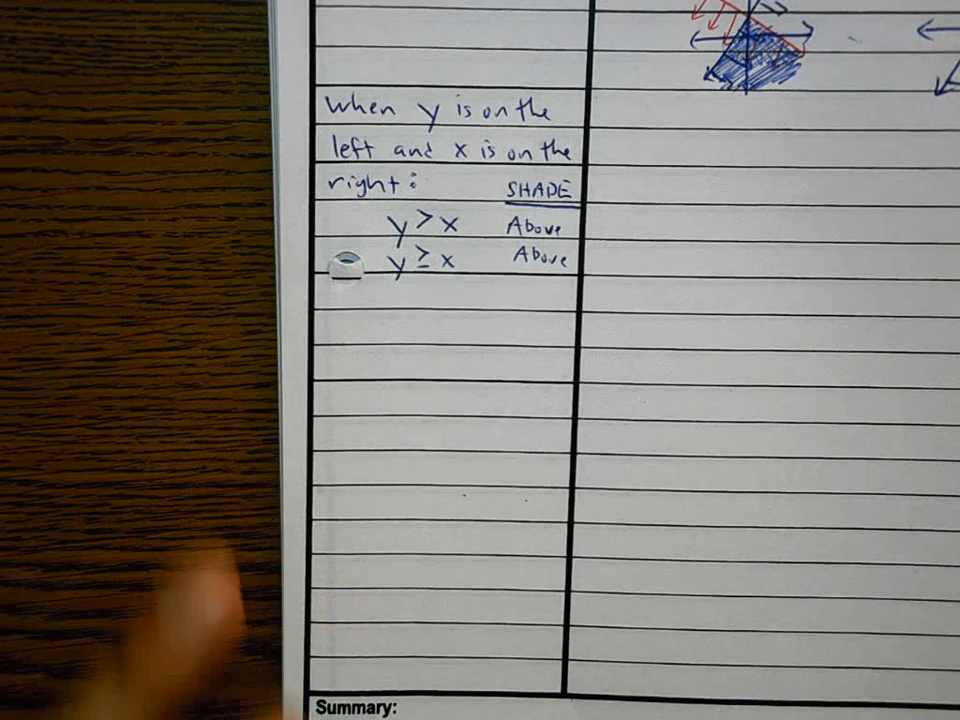 when y is on the
left and x is on the
right:
SHADE
y > x Above
y ≥ x Above
Summary: